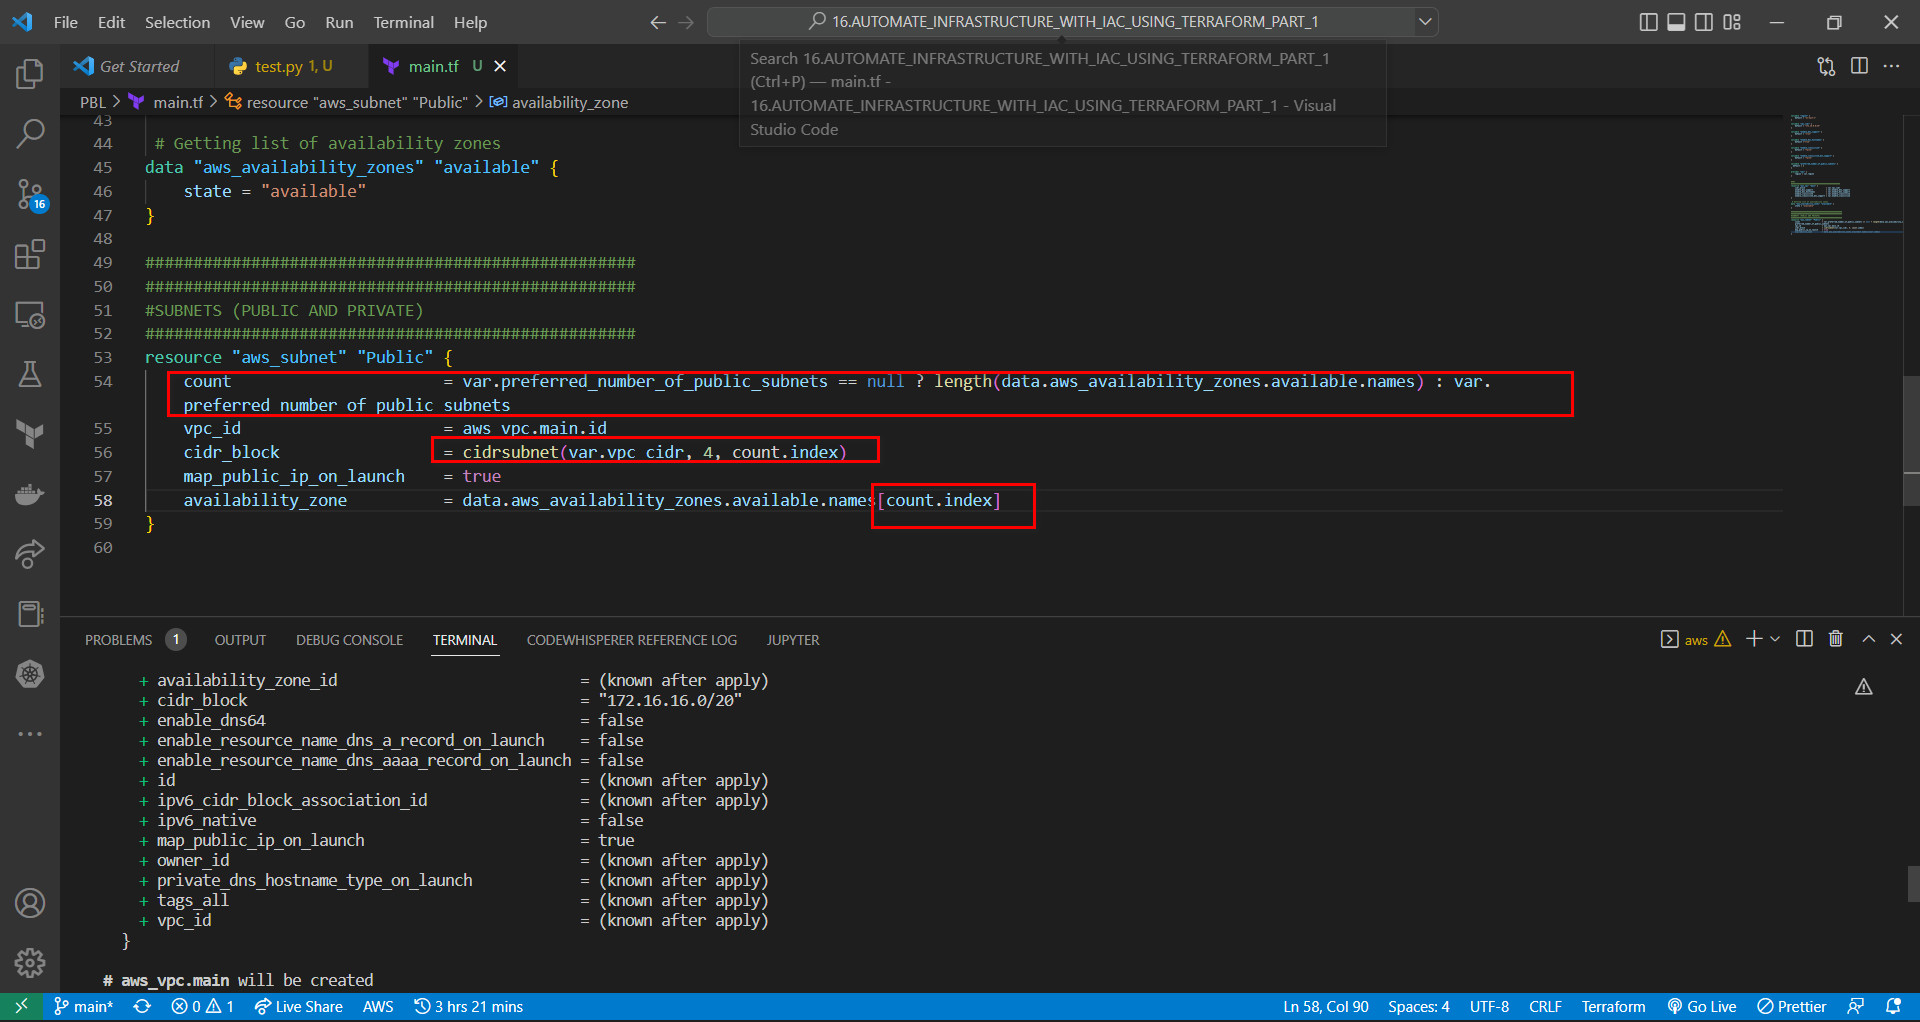 File Edit Selection View Go Run Terminal Help
16.AUTOMATE_INFRASTRUCTURE_WITH_IAC_USING_TERRAFORM_PART_1
Get Started test.py 1, U main.tf U
Search 16.AUTOMATE_INFRASTRUCTURE_WITH_IAC_USING_TERRAFORM_PART_1
(Ctrl+P) — main.tf -
16.AUTOMATE_INFRASTRUCTURE_WITH_IAC_USING_TERRAFORM_PART_1 - Visual
Studio Code
PBL > main.tf > resource "aws_subnet" "Public" > availability_zone
43
44 # Getting list of availability zones
45 data "aws_availability_zones" "available" {
46 state = "available"
47 }
48
49 ###################################################
50 ###################################################
51 #SUBNETS (PUBLIC AND PRIVATE)
52 ###################################################
53 resource "aws_subnet" "Public" {
54 count = var.preferred_number_of_public_subnets == null ? length(data.aws_availability_zones.available.names) : var.
preferred_number_of_public_subnets
55 vpc_id = aws_vpc.main.id
56 cidr_block = cidrsubnet(var.vpc_cidr, 4, count.index)
57 map_public_ip_on_launch = true
58 availability_zone = data.aws_availability_zones.available.names[count.index]
59 }
60
16
PROBLEMS 1 OUTPUT DEBUG CONSOLE TERMINAL CODEWHISPERER REFERENCE LOG JUPYTER
aws
+ availability_zone_id = (known after apply)
+ cidr_block = "172.16.16.0/20"
+ enable_dns64 = false
+ enable_resource_name_dns_a_record_on_launch = false
+ enable_resource_name_dns_aaaa_record_on_launch = false
+ id = (known after apply)
+ ipv6_cidr_block_association_id = (known after apply)
+ ipv6_native = false
+ map_public_ip_on_launch = true
+ owner_id = (known after apply)
+ private_dns_hostname_type_on_launch = (known after apply)
+ tags_all = (known after apply)
+ vpc_id = (known after apply)
}
# aws_vpc.main will be created
main* 0 1 Live Share AWS 3 hrs 21 mins Ln 58, Col 90 Spaces: 4 UTF-8 CRLF Terraform Go Live Prettier